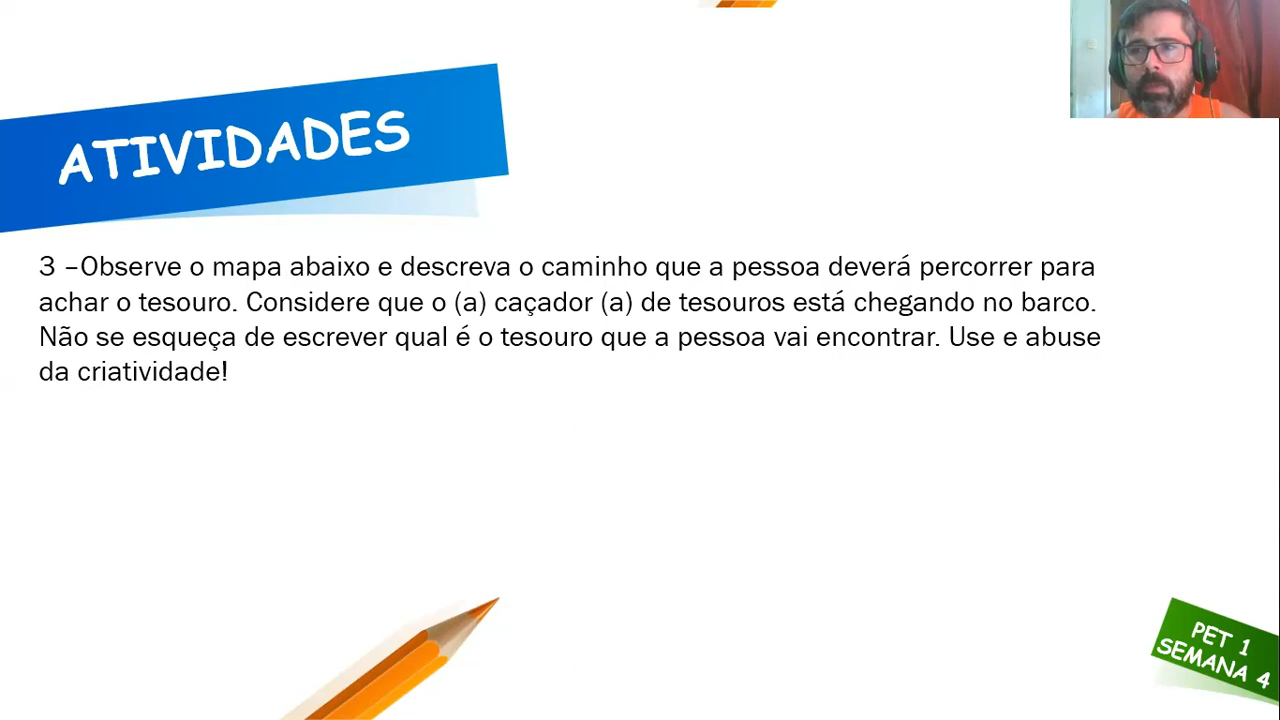 ATIVIDADES
3 –Observe o mapa abaixo e descreva o caminho que a pessoa deverá percorrer para
achar o tesouro. Considere que o (a) caçador (a) de tesouros está chegando no barco.
Não se esqueça de escrever qual é o tesouro que a pessoa vai encontrar. Use e abuse
da criatividade!
PET 1
SEMANA 4